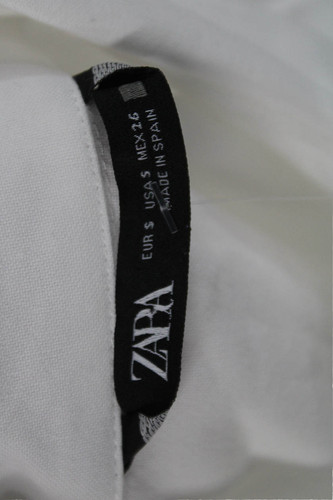 ZARA
EUR S USA S MEX 26
MADE IN SPAIN